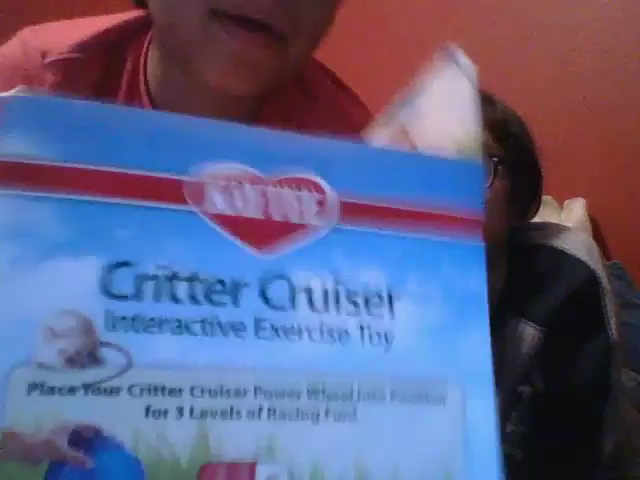 KAYTEE
Critter Cruiser
Interactive Exercise Toy
Place Your Critter Cruiser Power Wheel Into Position
for 3 Levels of Racing Fun!